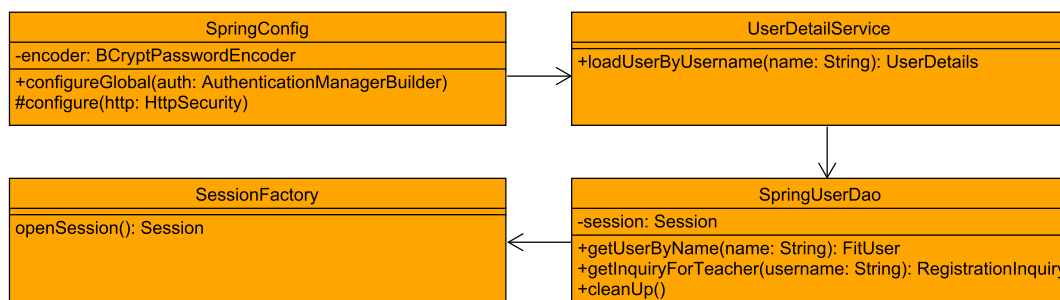 SpringConfig
-encoder: BCryptPasswordEncoder
+configureGlobal(auth: AuthenticationManagerBuilder)
#configure(http: HttpSecurity)
UserDetailService
+loadUserByUsername(name: String): UserDetails
SessionFactory
openSession(): Session
SpringUserDao
-session: Session
+getUserByName(name: String): FitUser
+getInquiryForTeacher(username: String): RegistrationInquiry
+cleanUp()